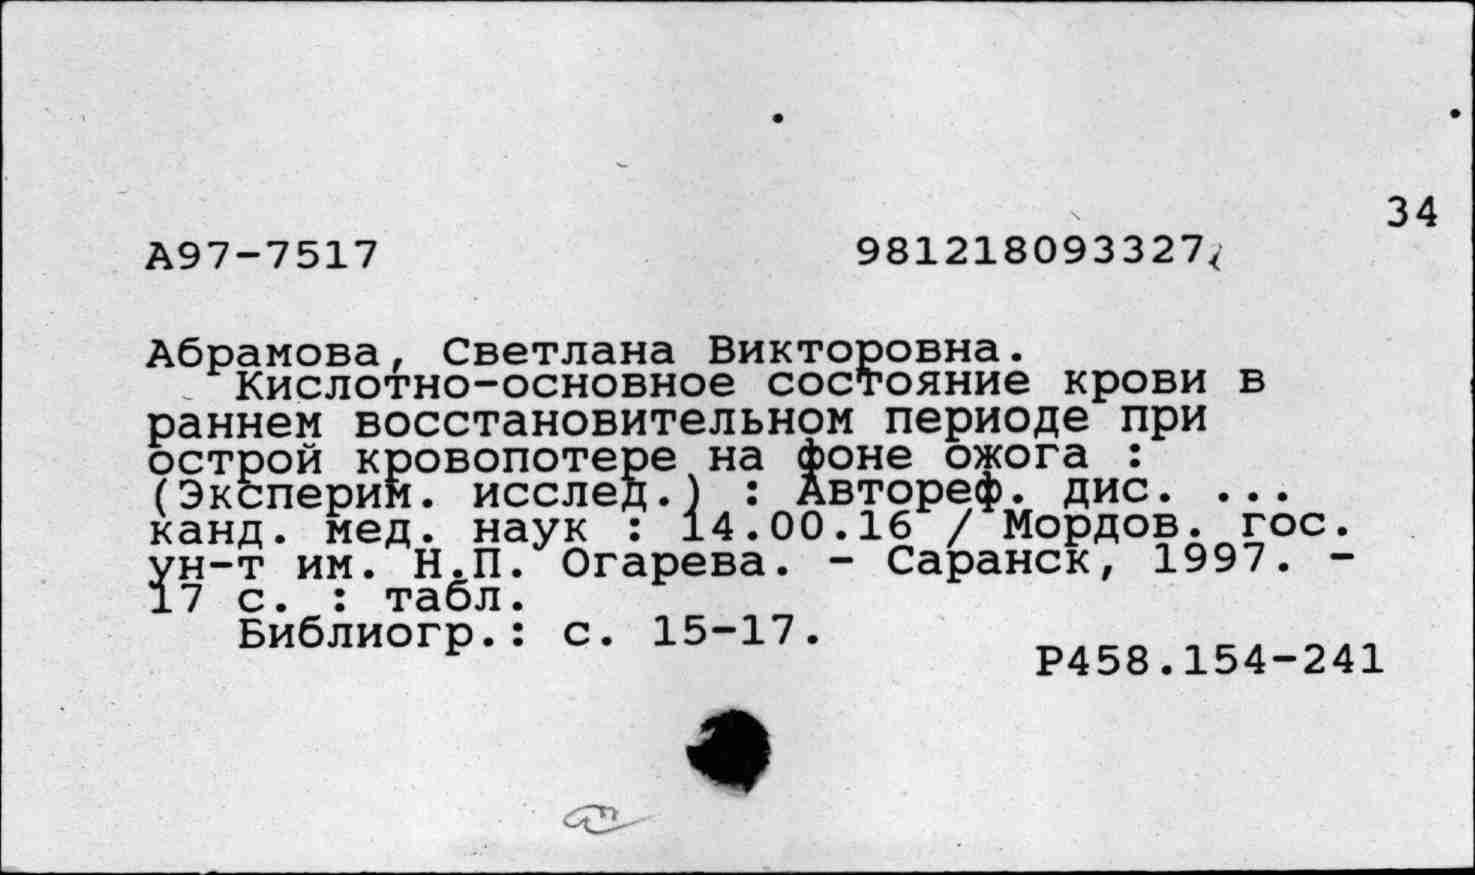 34
А97-7517 981218093327
Абрамова, Светлана Викторовна.
Кислотно-основное состояние крови в
раннем восстановительном периоде при
острой кровопотере на фоне ожога :
(Эксперим. исслед.) : Автореф. дис. ...
канд. мед. наук : 14.00.16 / Мордов. гос.
ун-т им. Н.П. Огарева. - Саранск, 1997. -
17 с. : табл.
Библиогр.: с. 15-17.
Р458.154-241